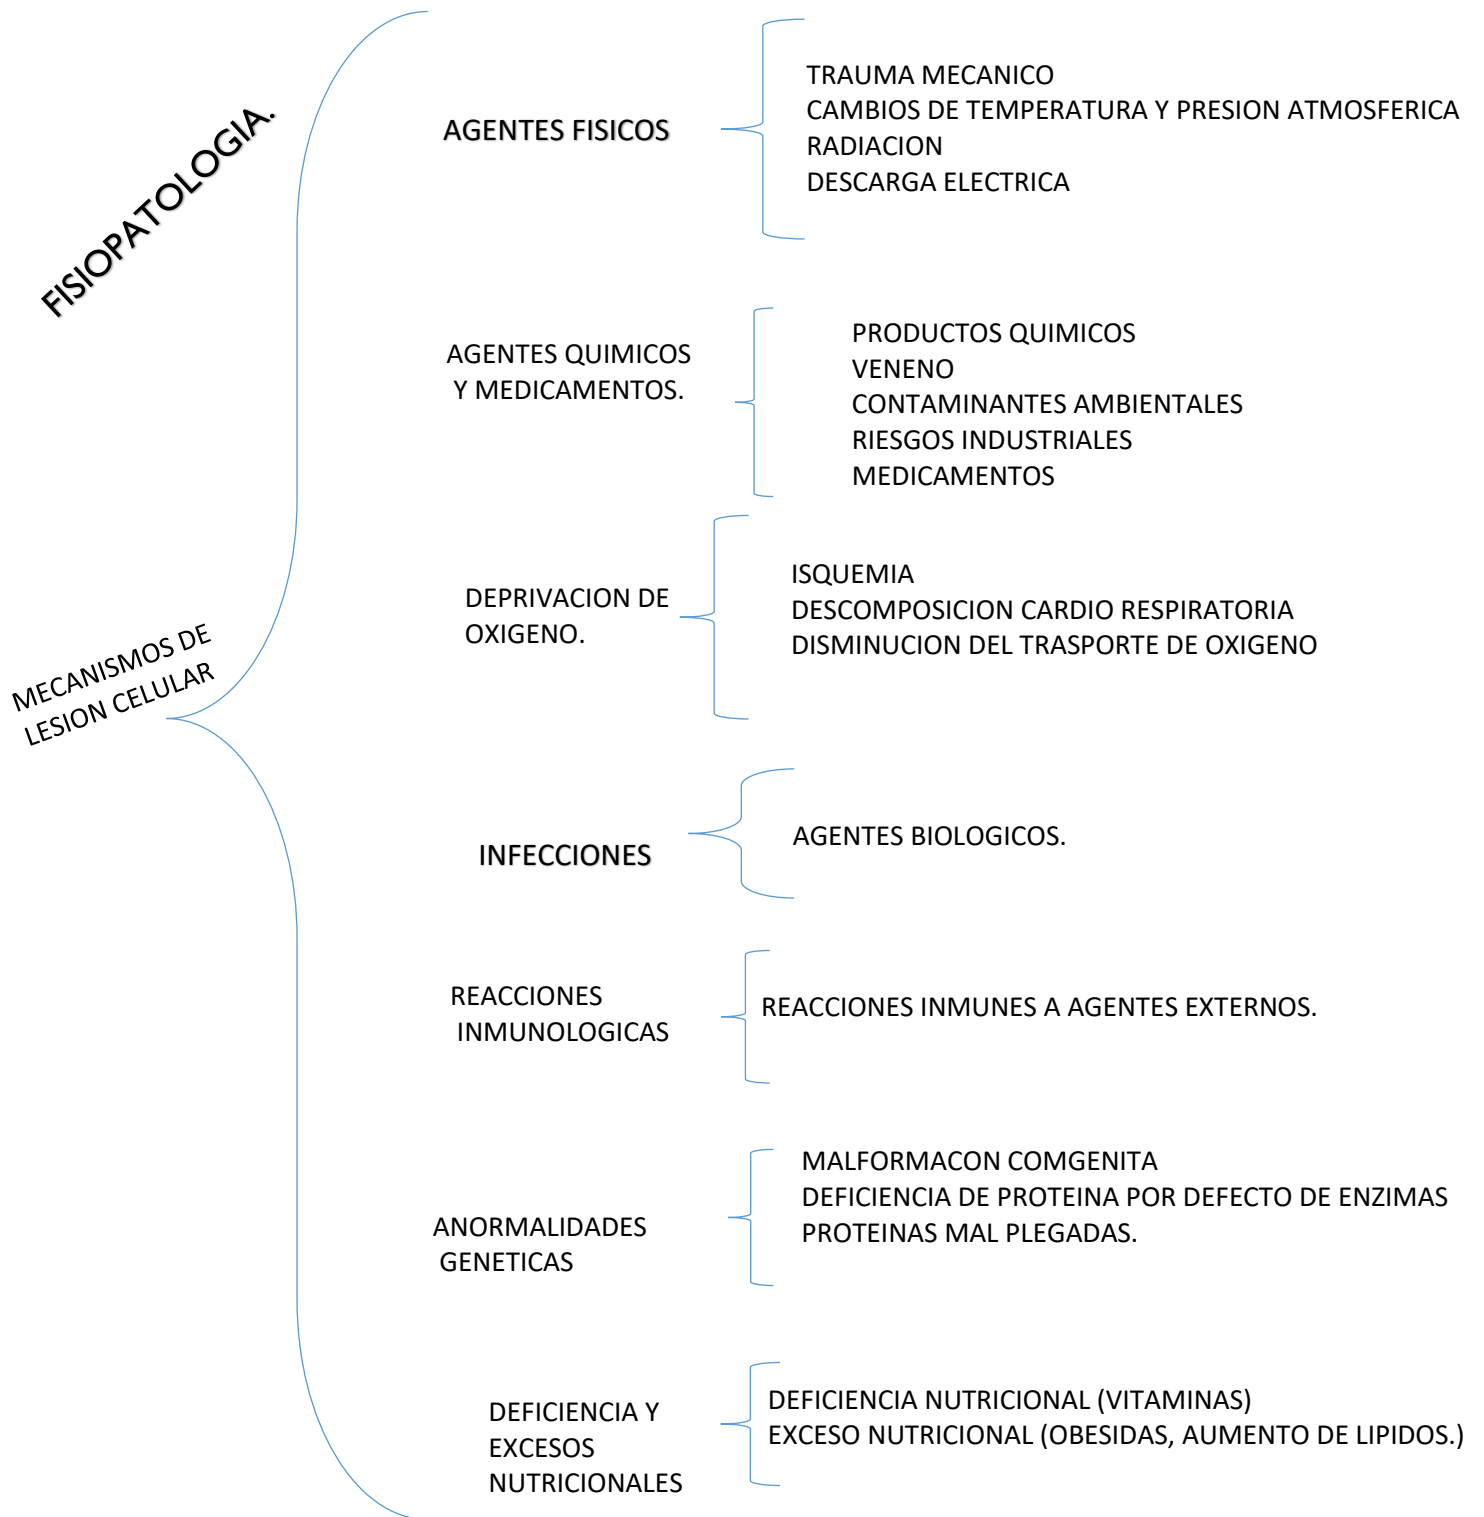 FISIOPATOLOGIA.
MECANISMOS DE
LESION CELULAR
AGENTES FISICOS
TRAUMA MECANICO
CAMBIOS DE TEMPERATURA Y PRESION ATMOSFERICA
RADIACION
DESCARGA ELECTRICA
AGENTES QUIMICOS
Y MEDICAMENTOS.
PRODUCTOS QUIMICOS
VENENO
CONTAMINANTES AMBIENTALES
RIESGOS INDUSTRIALES
MEDICAMENTOS
DEPRIVACION DE
OXIGENO.
ISQUEMIA
DESCOMPOSICION CARDIO RESPIRATORIA
DISMINUCION DEL TRASPORTE DE OXIGENO
INFECCIONES
AGENTES BIOLOGICOS.
REACCIONES
INMUNOLOGICAS
REACCIONES INMUNES A AGENTES EXTERNOS.
ANORMALIDADES
GENETICAS
MALFORMACON COMGENITA
DEFICIENCIA DE PROTEINA POR DEFECTO DE ENZIMAS
PROTEINAS MAL PLEGADAS.
DEFICIENCIA Y
EXCESOS
NUTRICIONALES
DEFICIENCIA NUTRICIONAL (VITAMINAS)
EXCESO NUTRICIONAL (OBESIDAS, AUMENTO DE LIPIDOS.)